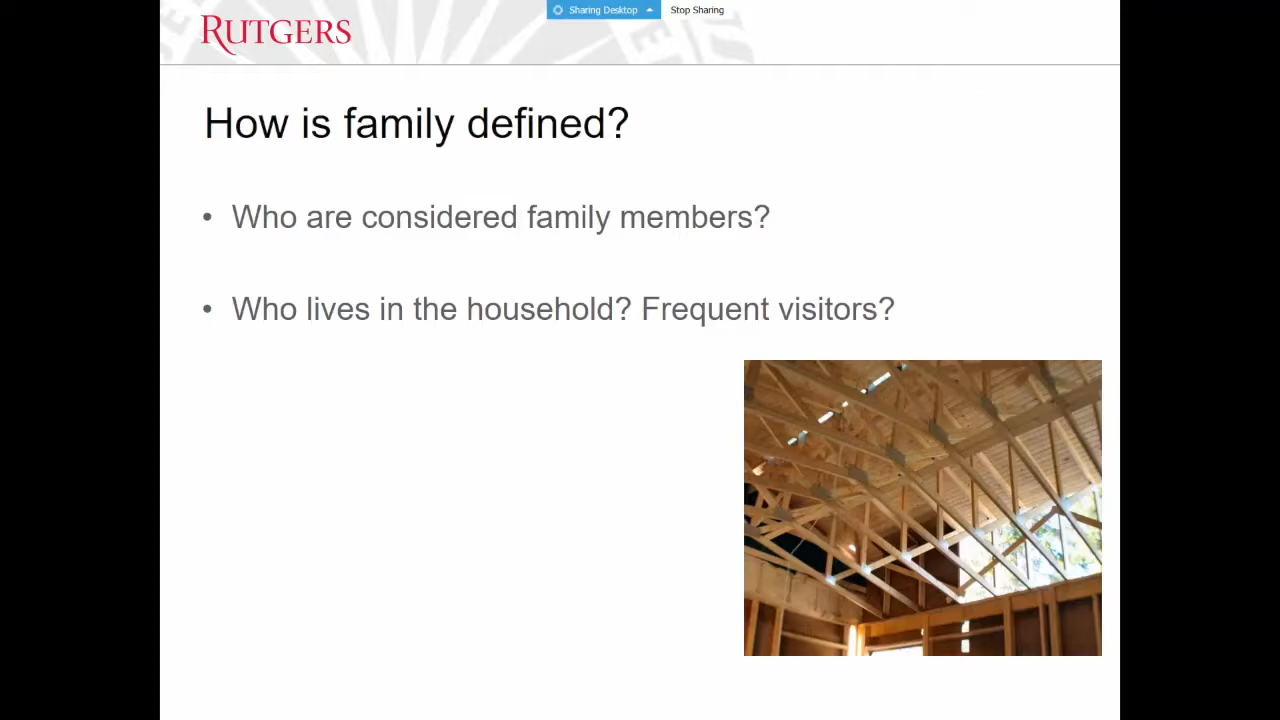 Sharing Desktop Stop Sharing
RUTGERS
How is family defined?
• Who are considered family members?
• Who lives in the household? Frequent visitors?